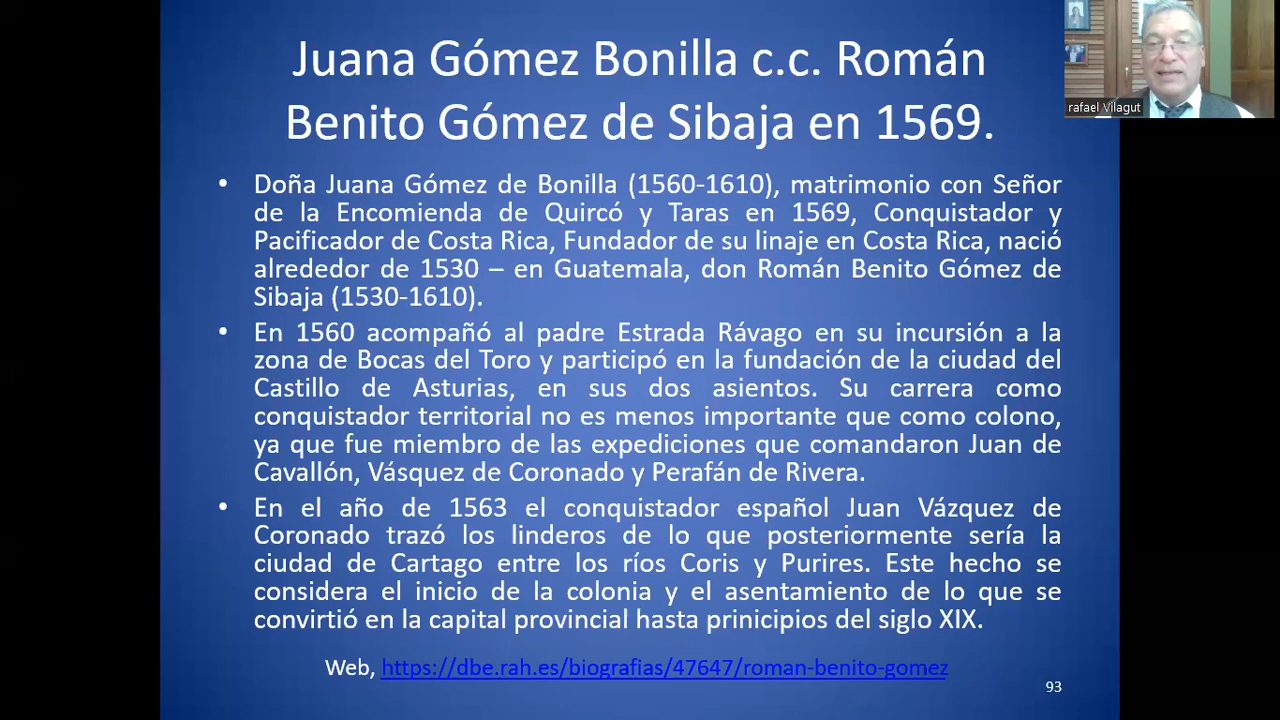 Juana Gómez Bonilla c.c. Román
Benito Gómez de Sibaja en 1569.
rafael Vilagut
• Doña Juana Gómez de Bonilla (1560-1610), matrimonio con Señor
de la Encomienda de Quircó y Taras en 1569, Conquistador y
Pacificador de Costa Rica, Fundador de su linaje en Costa Rica, nació
alrededor de 1530 – en Guatemala, don Román Benito Gómez de
Sibaja (1530-1610).
• En 1560 acompañó al padre Estrada Rávago en su incursión a la
zona de Bocas del Toro y participó en la fundación de la ciudad del
Castillo de Asturias, en sus dos asientos. Su carrera como
conquistador territorial no es menos importante que como colono,
ya que fue miembro de las expediciones que comandaron Juan de
Cavallón, Vásquez de Coronado y Perafán de Rivera.
• En el año de 1563 el conquistador español Juan Vázquez de
Coronado trazó los linderos de lo que posteriormente sería la
ciudad de Cartago entre los ríos Coris y Purires. Este hecho se
considera el inicio de la colonia y el asentamiento de lo que se
convirtió en la capital provincial hasta prinicipios del siglo XIX.
Web, https://dbe.rah.es/biografias/47647/roman-benito-gomez
93